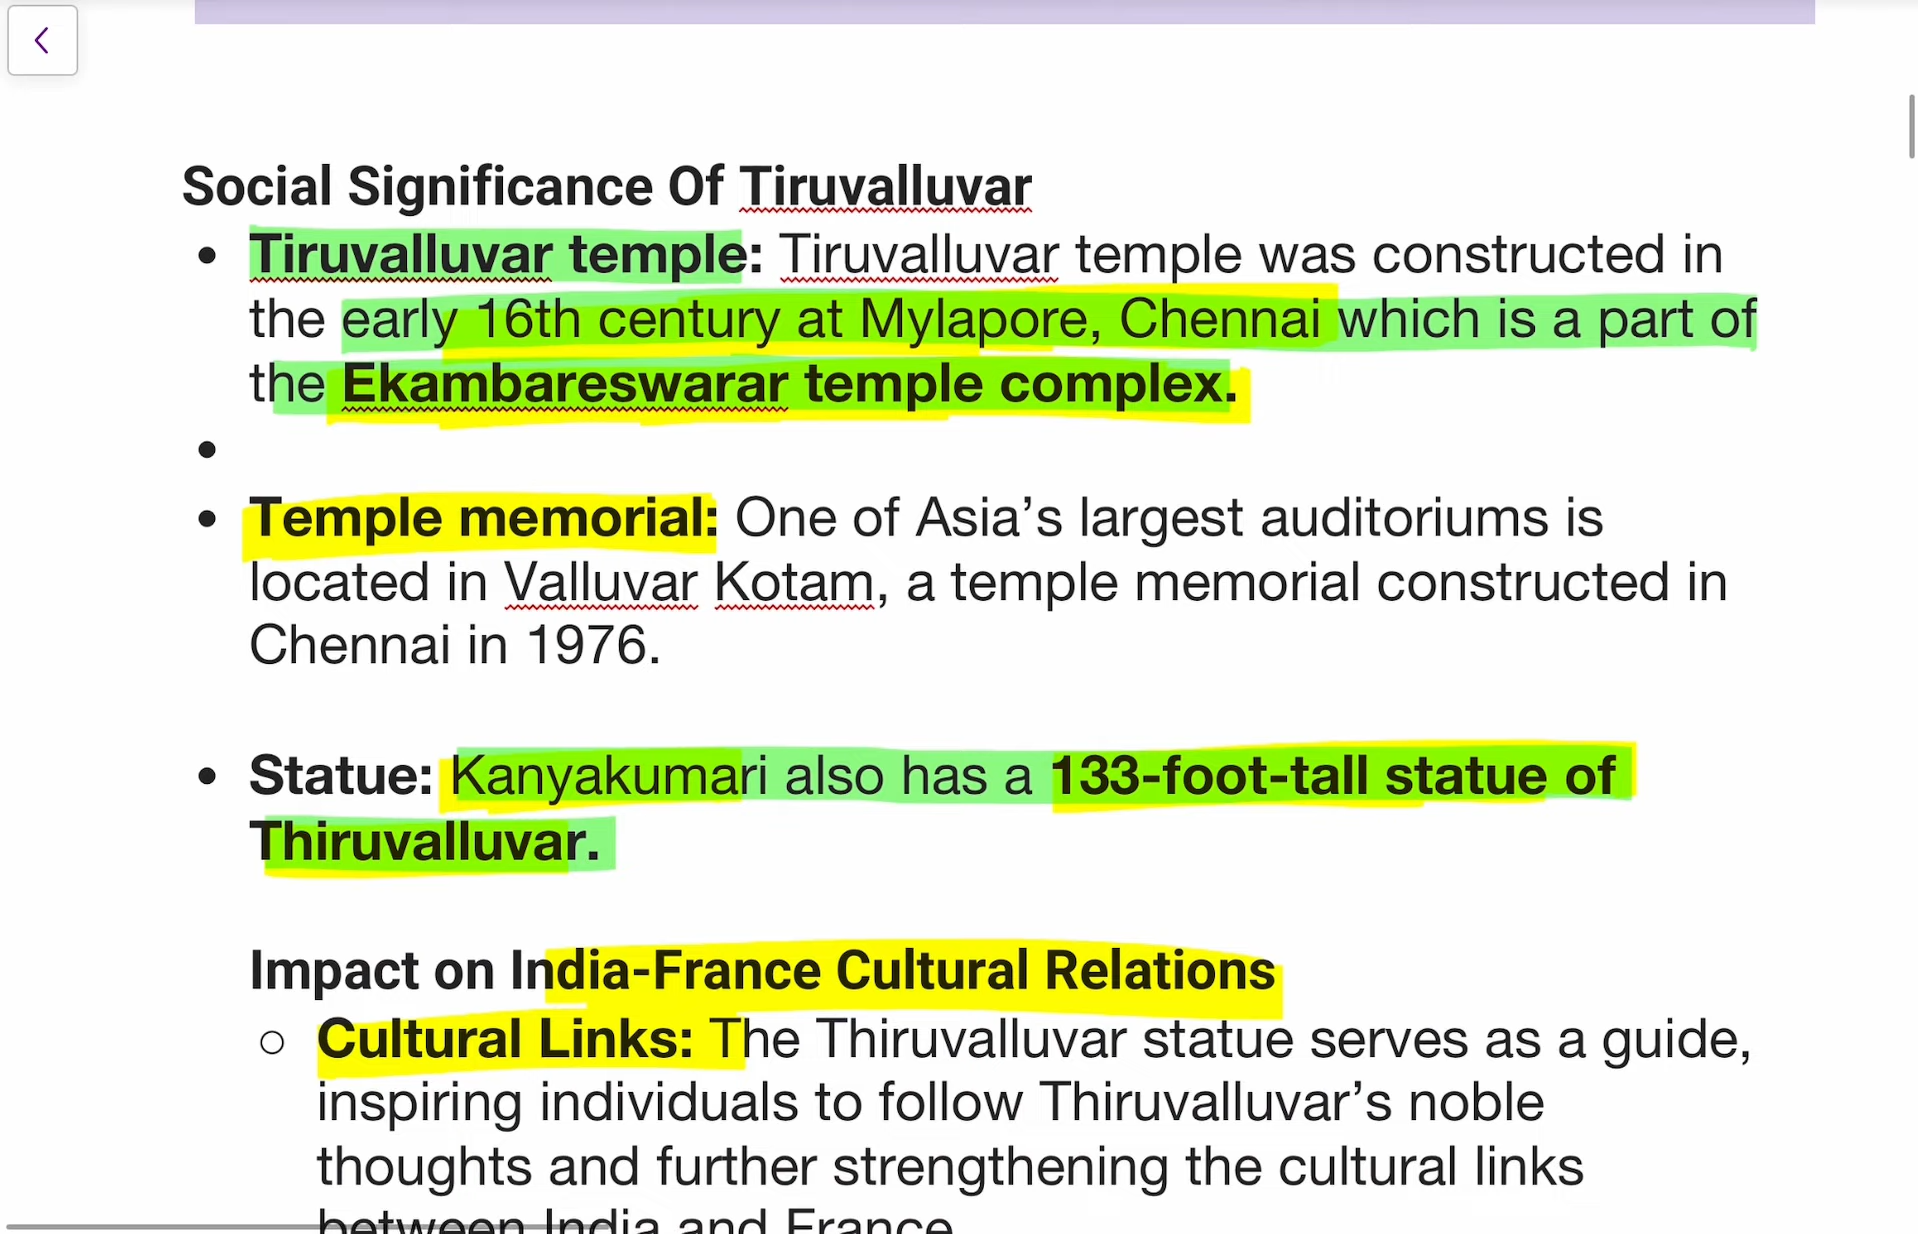 Social Significance Of Tiruvalluvar
• Tiruvalluvar temple: Tiruvalluvar temple was constructed in
the early 16th century at Mylapore, Chennai which is a part of
the Ekambareswarar temple complex.
•
• Temple memorial: One of Asia’s largest auditoriums is
located in Valluvar Kotam, a temple memorial constructed in
Chennai in 1976.
• Statue: Kanyakumari also has a 133-foot-tall statue of
Thiruvalluvar.
Impact on India-France Cultural Relations
○ Cultural Links: The Thiruvalluvar statue serves as a guide,
inspiring individuals to follow Thiruvalluvar’s noble
thoughts and further strengthening the cultural links
between India and France